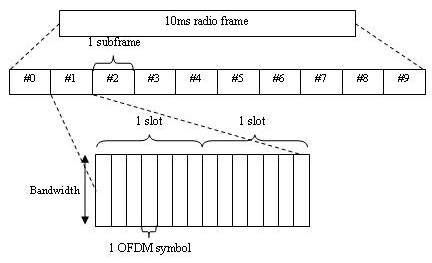 10ms radio frame
1 subframe
#0 #1 #2 #3 #4 #5 #6 #7 #8 #9
1 slot 1 slot
Bandwidth
1 OFDM symbol